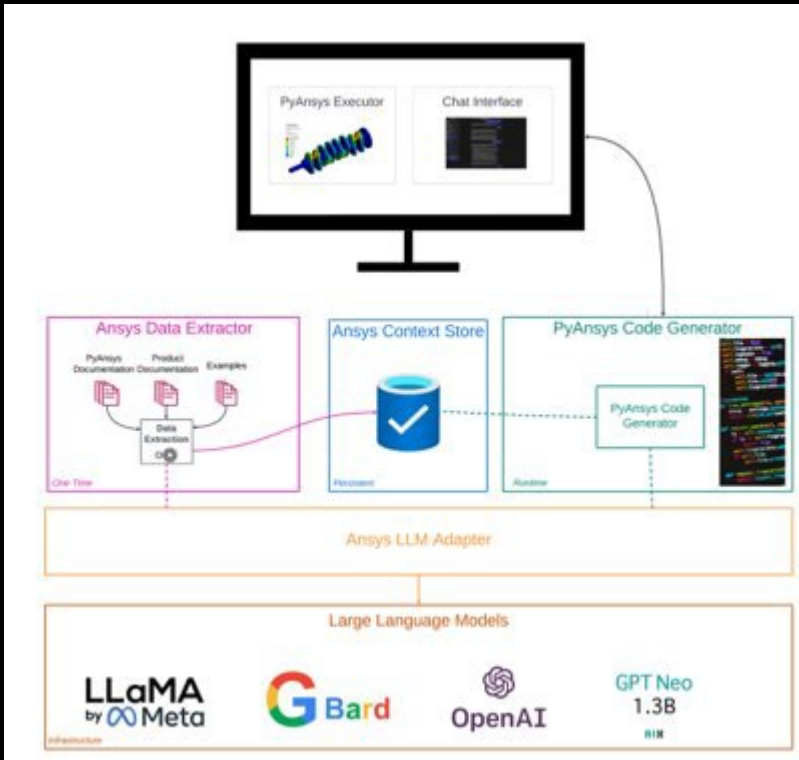 PyAnsys Executor
Chat Interface
Ansys Data Extractor
PyAnsys
Documentation
Product
Documentation
Examples
Data
Extraction
One Time
Ansys Context Store
Persistent
PyAnsys Code Generator
PyAnsys Code
Generator
Runtime
Ansys LLM Adapter
Large Language Models
LLaMA
by Meta
G Bard
OpenAI
GPT Neo
1.3B
Infrastructure